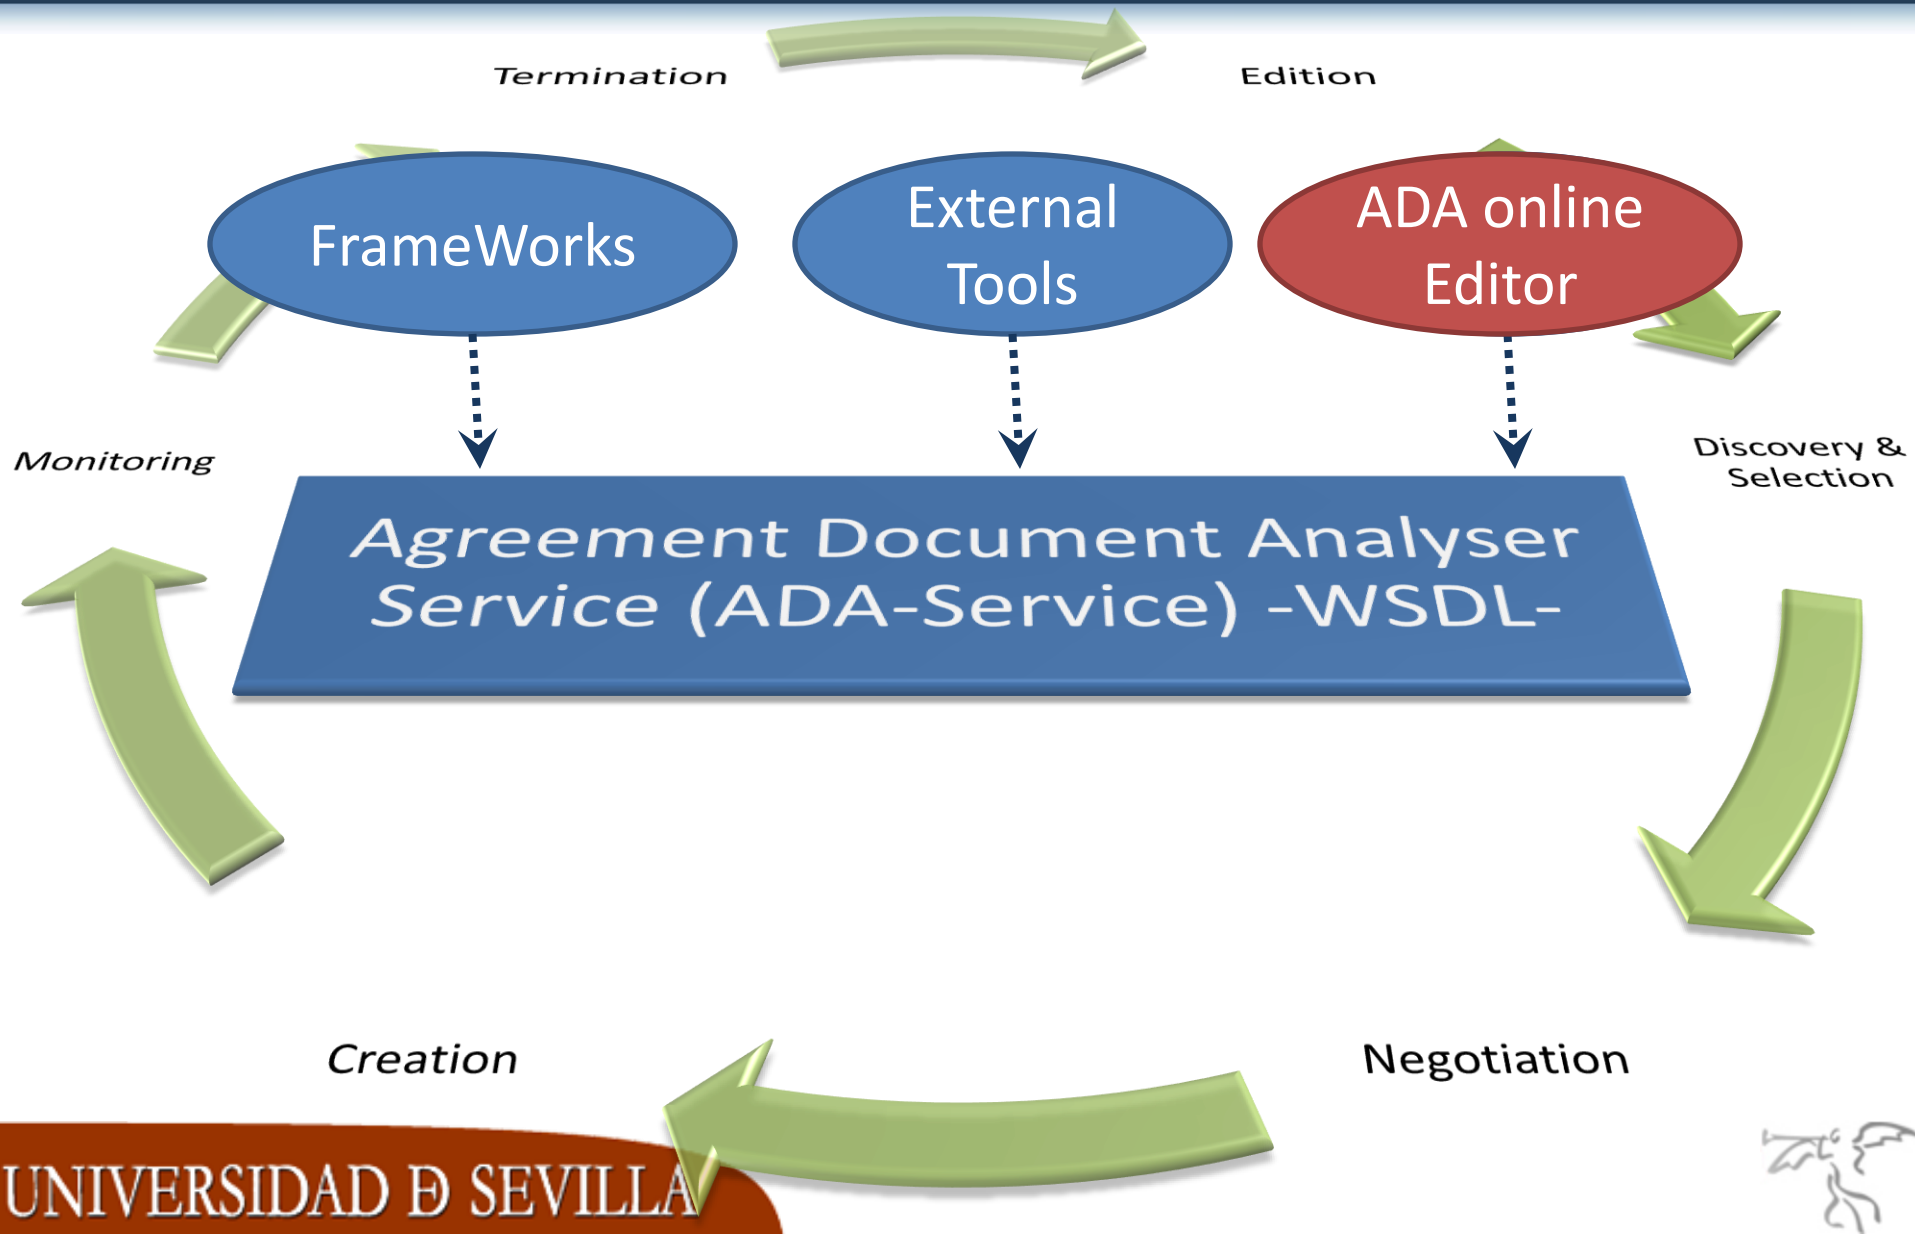 Termination
Edition
FrameWorks
External
Tools
ADA online
Editor
Monitoring
Discovery &
Selection
Agreement Document Analyser
Service (ADA-Service) -WSDL-
Creation
Negotiation
UNIVERSIDAD Ð SEVILLA